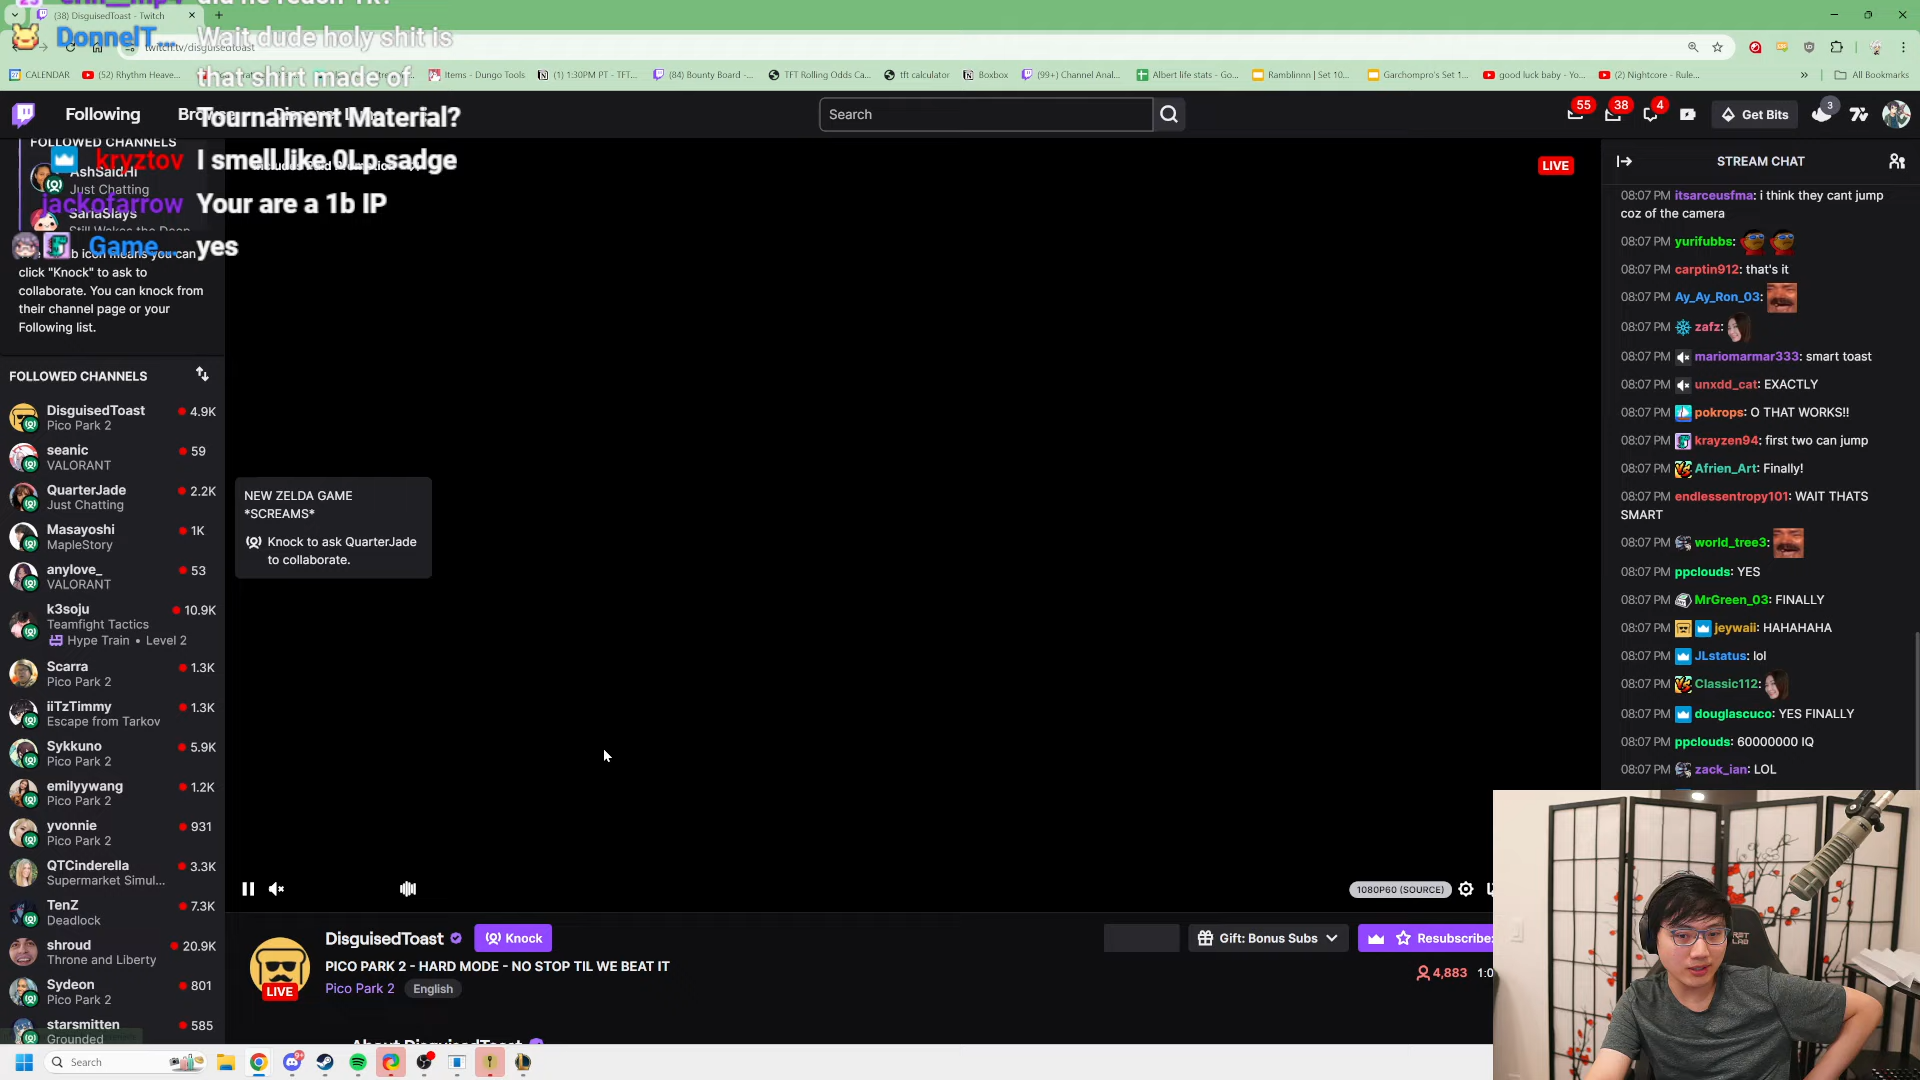 (38) DisguisedToast - Twitch
did he reach 1k?
DonnelT... Wait dude holy shit is
that shirt made of
Tournament Material?
kryztov I smell like 0Lp sadge
jackofarrow Your are a 1b IP
Game... yes
twitch.tv/disguisedtoast
CALENDAR
(52) Rhythm Heave...
Items - Dungo Tools
(1) 1:30PM PT - TFT...
(84) Bounty Board -...
TFT Rolling Odds Ca...
tft calculator
Boxbox
(99+) Channel Anal...
Albert life stats - Go...
Ramblinnn | Set 10...
Garchompro's Set 1...
good luck baby - Yo...
(2) Nightcore - Rule...
All Bookmarks
Following
Search
55
38
4
Get Bits
3
FOLLOWED CHANNELS
AshSaidHi
Just Chatting
SariaSlays
Still Wakes the Deep
icon means you can
click "Knock" to ask to
collaborate. You can knock from
their channel page or your
Following list.
FOLLOWED CHANNELS
DisguisedToast 4.9K
Pico Park 2
seanic 59
VALORANT
QuarterJade 2.2K
Just Chatting
Masayoshi 1K
MapleStory
anylove_ 53
VALORANT
k3soju 10.9K
Teamfight Tactics
Hype Train • Level 2
Scarra 1.3K
Pico Park 2
iiTzTimmy 1.3K
Escape from Tarkov
Sykkuno 5.9K
Pico Park 2
emilyywang 1.2K
Pico Park 2
yvonnie 931
Pico Park 2
QTCinderella 3.3K
Supermarket Simul...
TenZ 7.3K
Deadlock
shroud 20.9K
Throne and Liberty
Sydeon 801
Pico Park 2
starsmitten 585
Grounded
LIVE
NEW ZELDA GAME
*SCREAMS*
Knock to ask QuarterJade
to collaborate.
1080P60 (SOURCE)
LIVE
DisguisedToast
Knock
PICO PARK 2 - HARD MODE - NO STOP TIL WE BEAT IT
Pico Park 2 English
Gift: Bonus Subs
Resubscribe:
4,883 1:0
About DisguisedToast
STREAM CHAT
08:07 PM itsarceusfma: i think they cant jump
coz of the camera
08:07 PM yurifubbs:
08:07 PM carptin912: that's it
08:07 PM Ay_Ay_Ron_03:
08:07 PM zafz:
08:07 PM mariomarmar333: smart toast
08:07 PM unxdd_cat: EXACTLY
08:07 PM pokrops: O THAT WORKS!!
08:07 PM krayzen94: first two can jump
08:07 PM Afrien_Art: Finally!
08:07 PM endlessentropy101: WAIT THATS
SMART
08:07 PM world_tree3:
08:07 PM ppclouds: YES
08:07 PM MrGreen_03: FINALLY
08:07 PM jeywaii: HAHAHAHA
08:07 PM JLstatus: lol
08:07 PM Classic112:
08:07 PM douglascuco: YES FINALLY
08:07 PM ppclouds: 60000000 IQ
08:07 PM zack_ian: LOL
Search